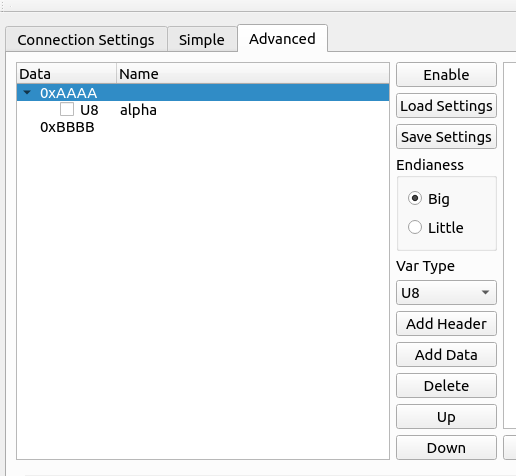 Connection Settings Simple Advanced
Data Name
0xAAAA
U8 alpha
0xBBBB
Enable
Load Settings
Save Settings
Endianess
Big
Little
Var Type
U8
Add Header
Add Data
Delete
Up
Down